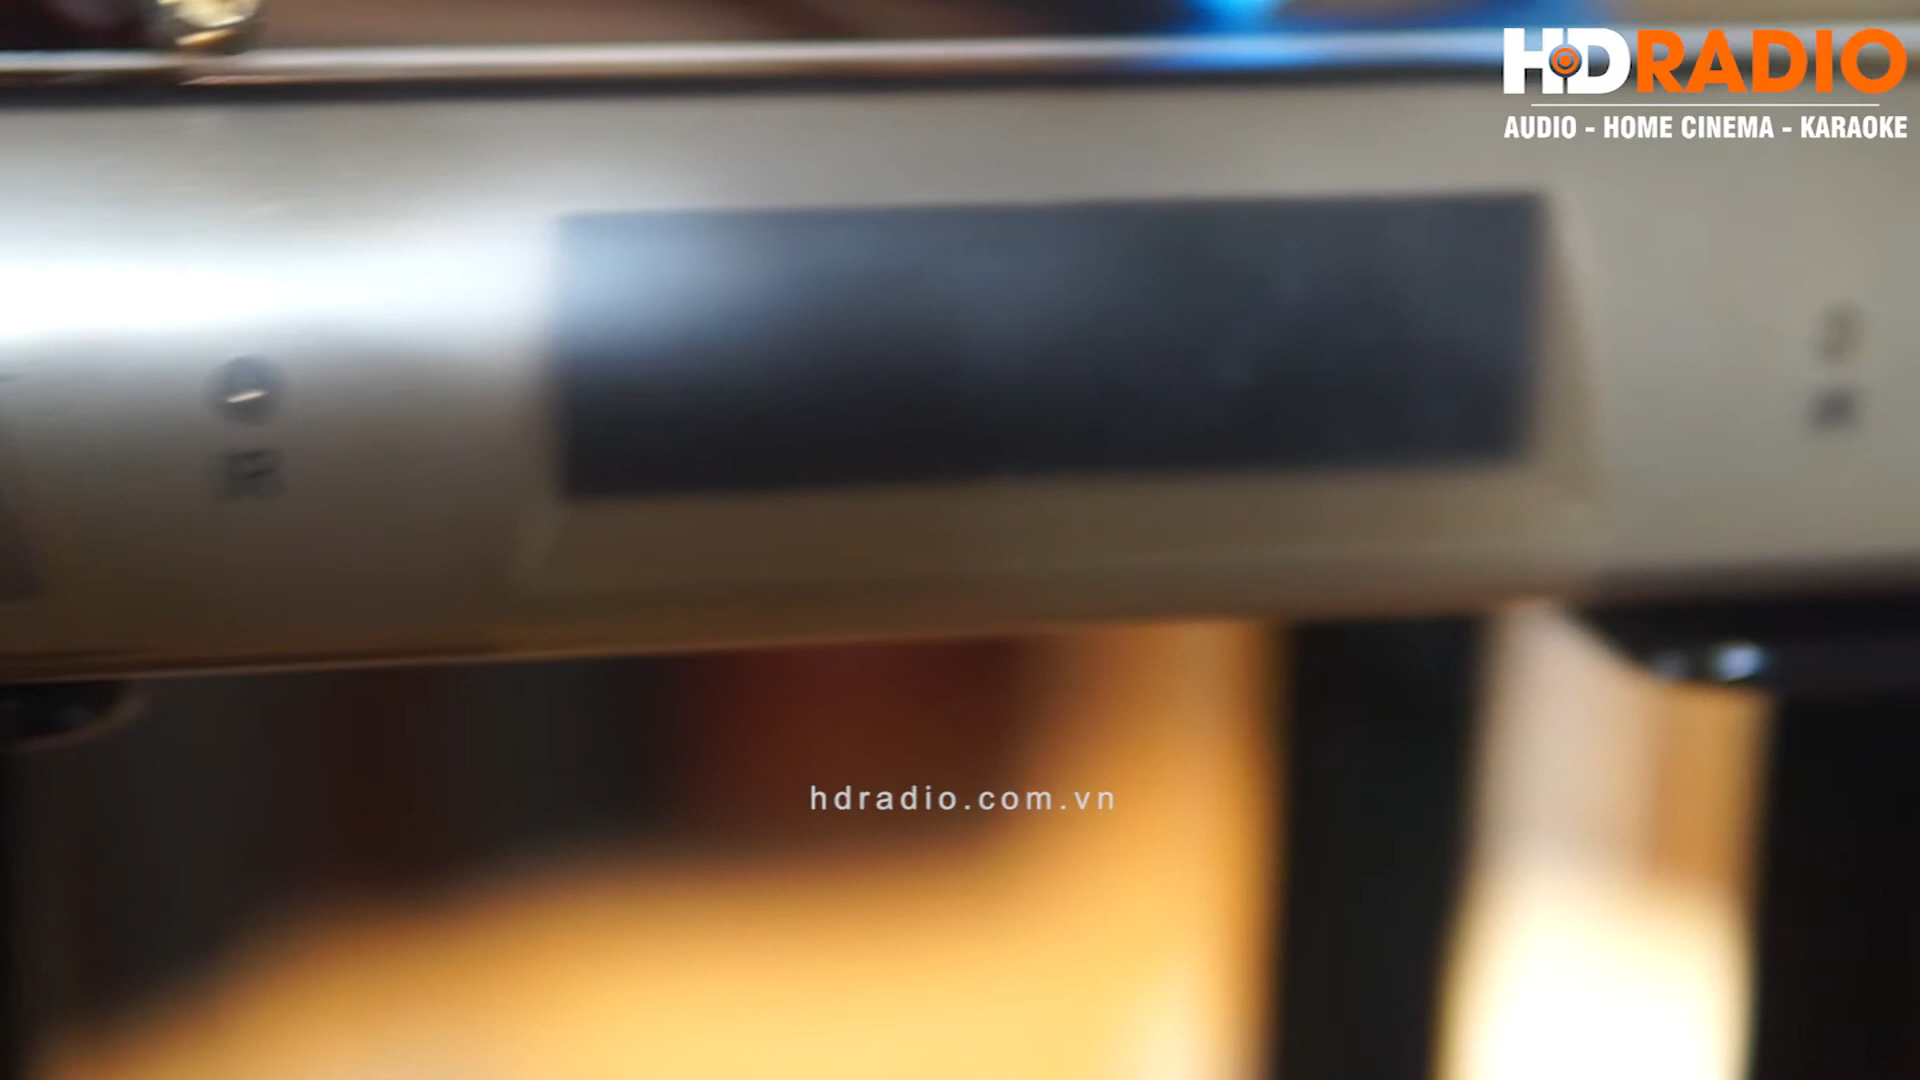 HDRADIO
AUDIO - HOME CINEMA - KARAOKE
hdradio.com.vn